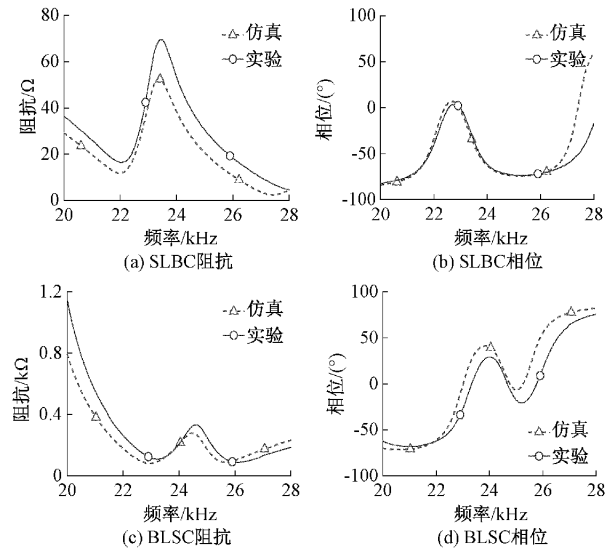 80
60
40
20
0
阻抗/Ω
仿真
实验
20 22 24 26 28
频率/kHz
(a) SLBC阻抗
100
50
0
-50
-100
相位/(°)
仿真
实验
20 22 24 26 28
频率/kHz
(b) SLBC相位
1.2
0.8
0.4
0
阻抗/kΩ
仿真
实验
20 22 24 26 28
频率/kHz
(c) BLSC阻抗
100
50
0
-50
-100
相位/(°)
仿真
实验
20 22 24 26 28
频率/kHz
(d) BLSC相位